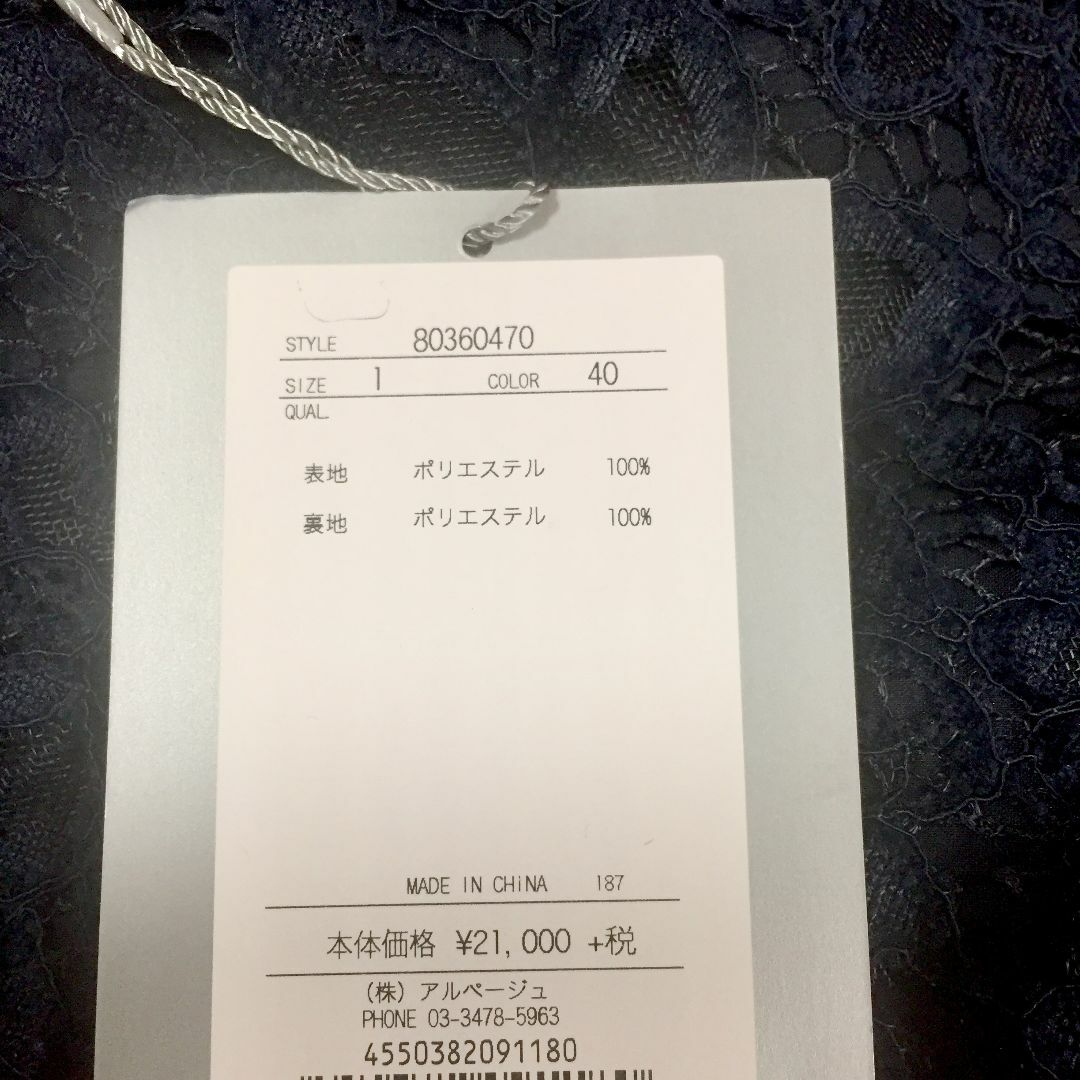 STYLE 80360470
SIZE 1 COLOR 40
QUAL.
表地 ポリエステル 100%
裏地 ポリエステル 100%
MADE IN CHiNA 187
本体価格 ¥21,000 +税
（株）アルページュ
PHONE 03-3478-5963
4550382091180